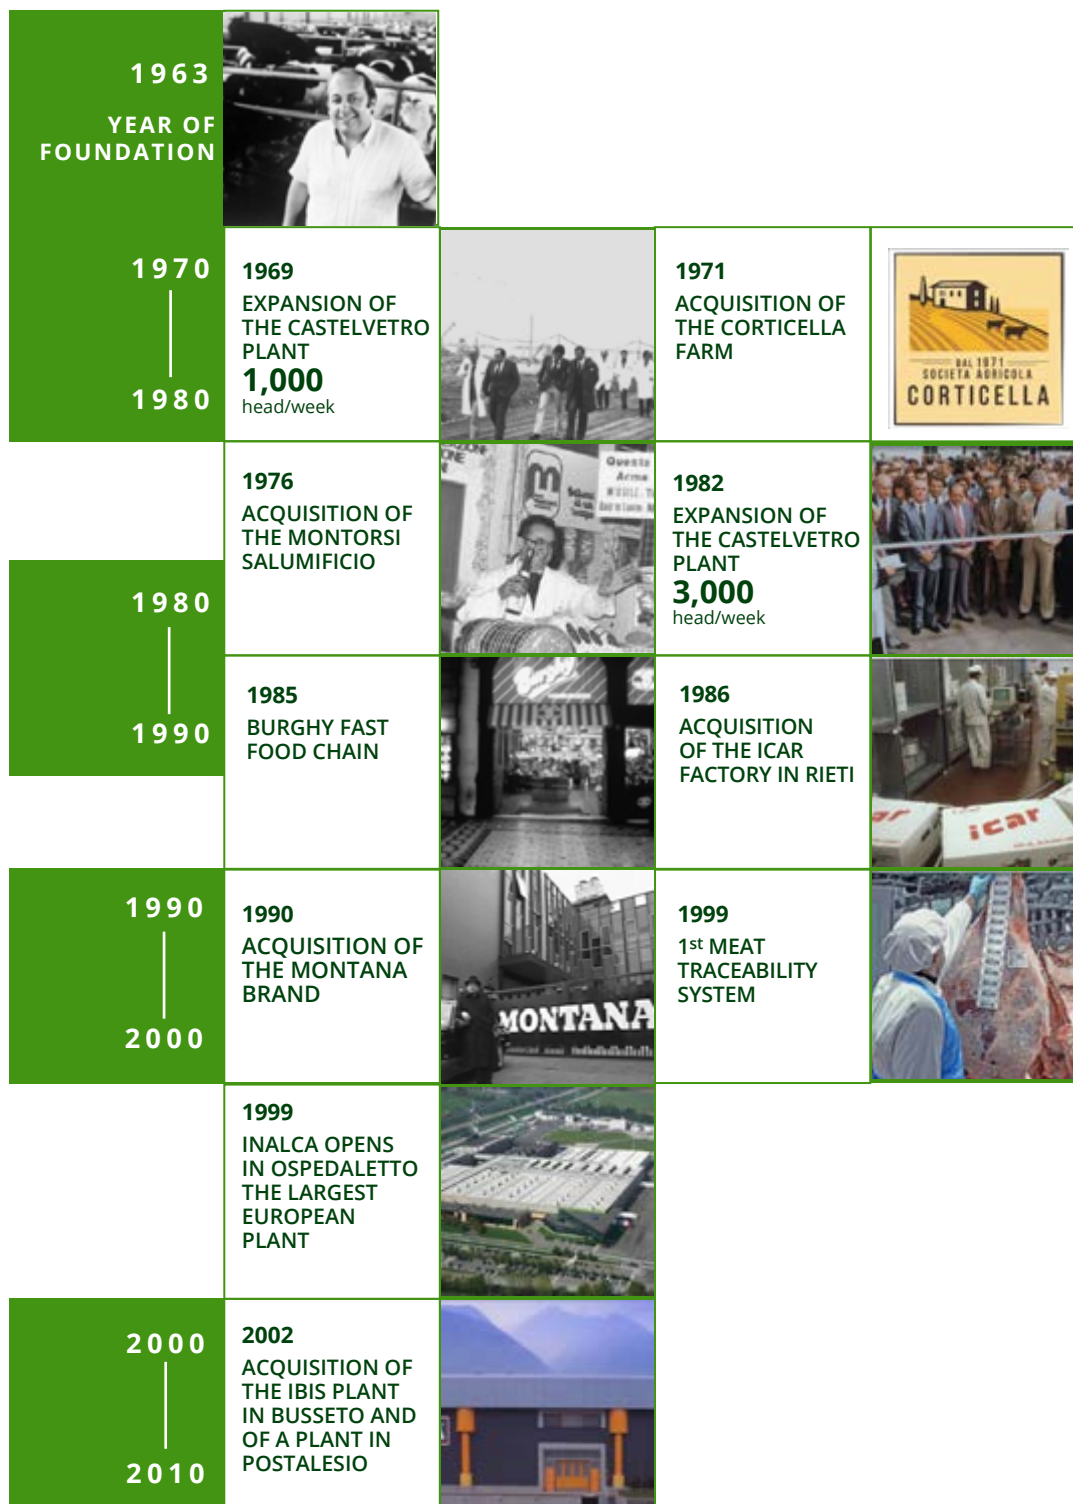 1963
YEAR OF
FOUNDATION
1970
1980
1969
EXPANSION OF
THE CASTELVETRO
PLANT
1,000
head/week
1971
ACQUISITION OF
THE CORTICELLA
FARM
DAL 1971
SOCIETÀ AGRICOLA
CORTICELLA
1976
ACQUISITION OF
THE MONTORSI
SALUMIFICIO
Questo
1982
EXPANSION OF
THE CASTELVETRO
PLANT
3,000
head/week
1980
1990
1985
BURGHY FAST
FOOD CHAIN
Burghy
1986
ACQUISITION
OF THE ICAR
FACTORY IN RIETI
icar
1990
2000
1990
ACQUISITION OF
THE MONTANA
BRAND
MONTANA
1999
1st MEAT
TRACEABILITY
SYSTEM
1999
INALCA OPENS
IN OSPEDALETTO
THE LARGEST
EUROPEAN
PLANT
2000
2010
2002
ACQUISITION OF
THE IBIS PLANT
IN BUSSETO AND
OF A PLANT IN
POSTALESIO